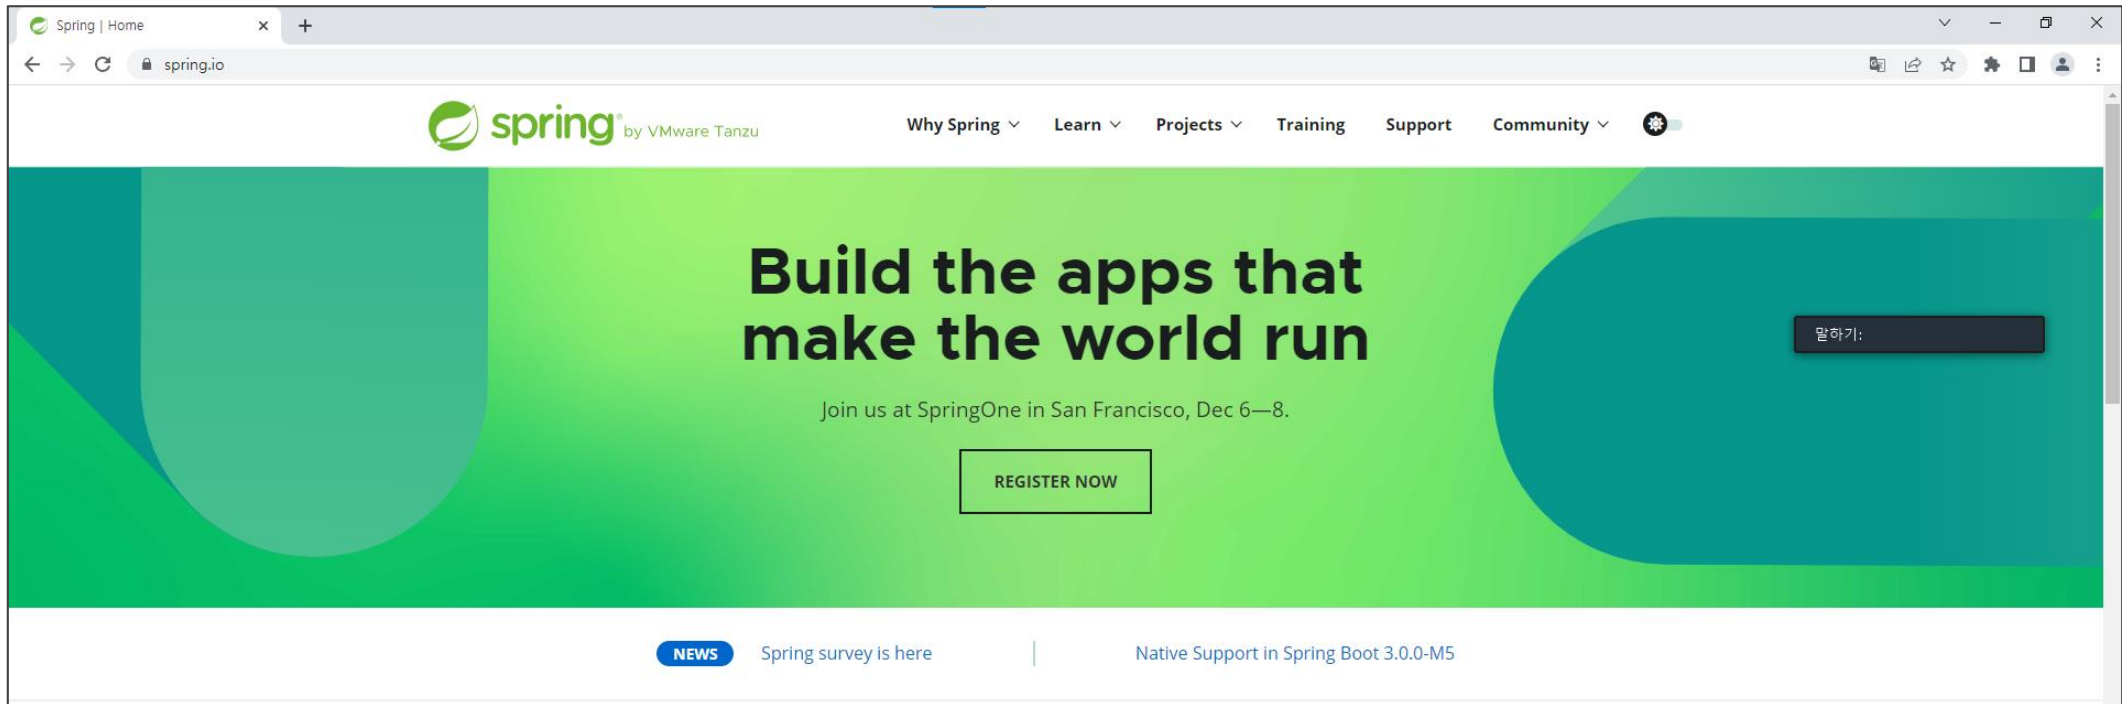 Spring | Home
spring.io
spring by VMware Tanzu
Why Spring Learn Projects Training Support Community
Build the apps that
make the world run
말하기:
Join us at SpringOne in San Francisco, Dec 6—8.
REGISTER NOW
NEWS Spring survey is here Native Support in Spring Boot 3.0.0-M5